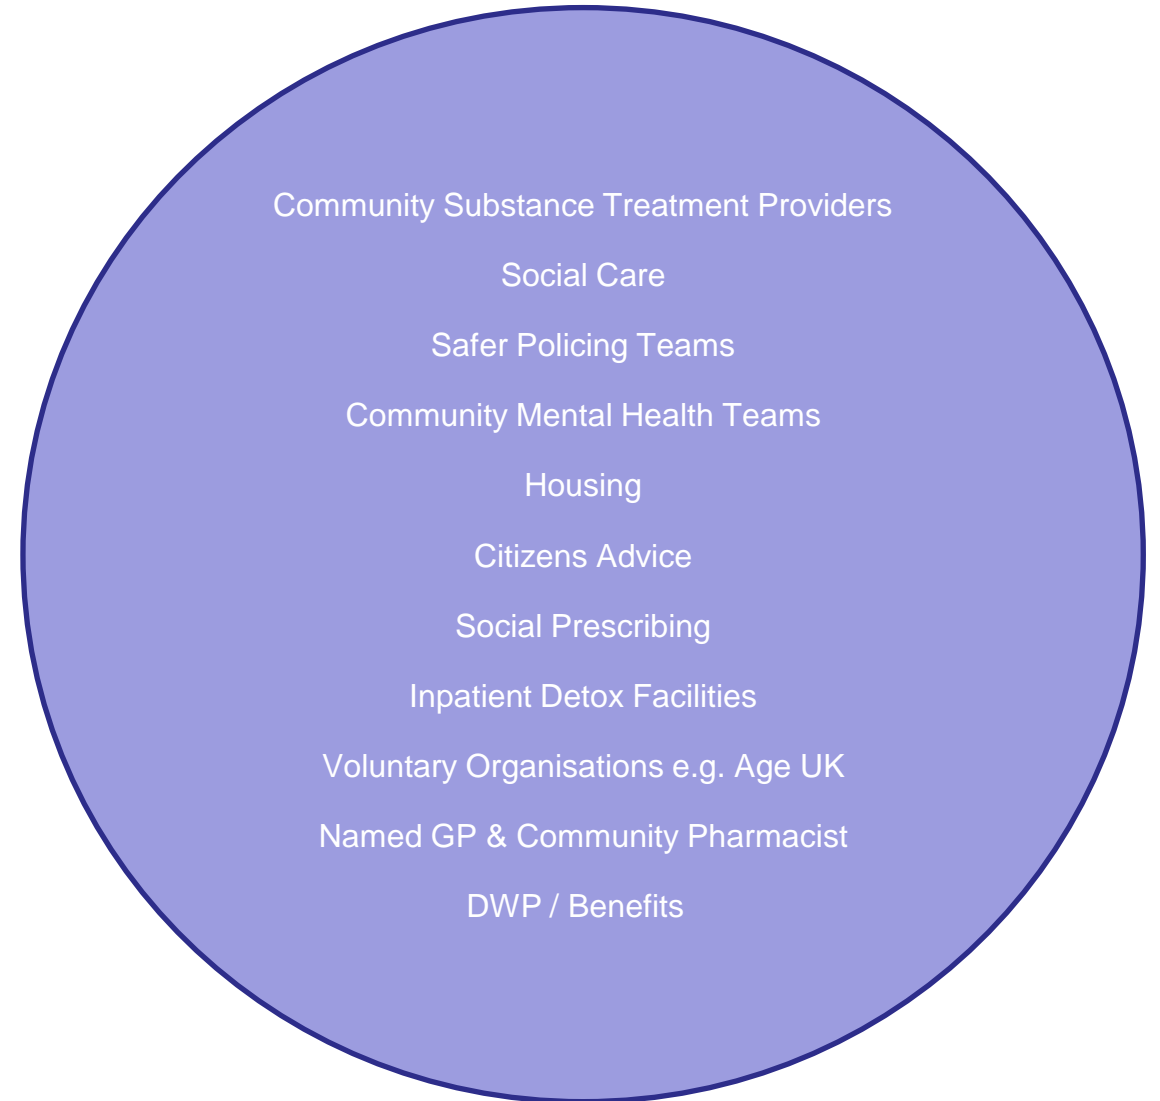 Community Substance Treatment Providers
Social Care
Safer Policing Teams
Community Mental Health Teams
Housing
Citizens Advice
Social Prescribing
Inpatient Detox Facilities
Voluntary Organisations e.g. Age UK
Named GP & Community Pharmacist
DWP / Benefits